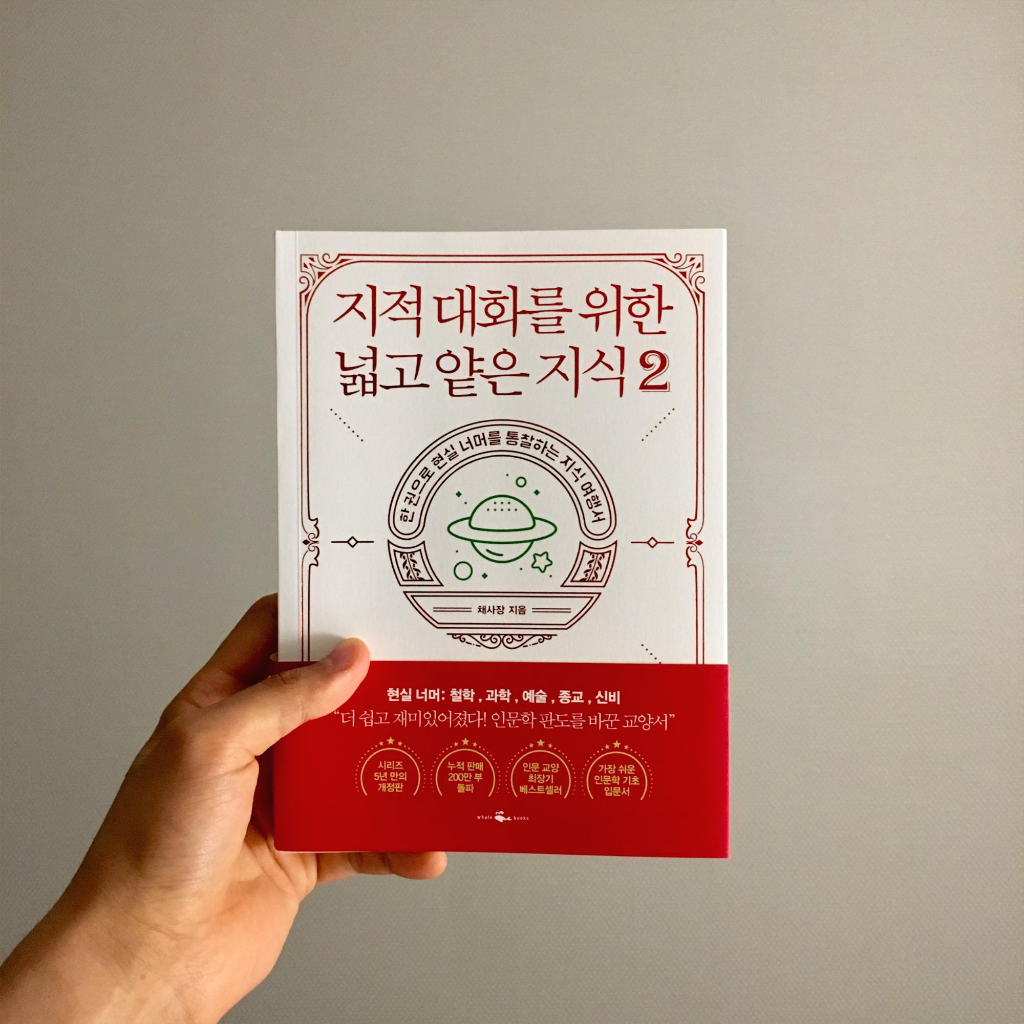 지적 대화를 위한
넓고 얕은 지식 2
한 권으로 현실 너머를 통찰하는 지식 여행서
채사장 지음
현실 너머: 철학, 과학, 예술, 종교, 신비
“더 쉽고 재미있어졌다! 인문학 판도를 바꾼 교양서”
시리즈
5년 만의
개정판
누적 판매
200만 부
돌파
인문 교양
최장기
베스트셀러
가장 쉬운
인문학 기초
입문서
whale books